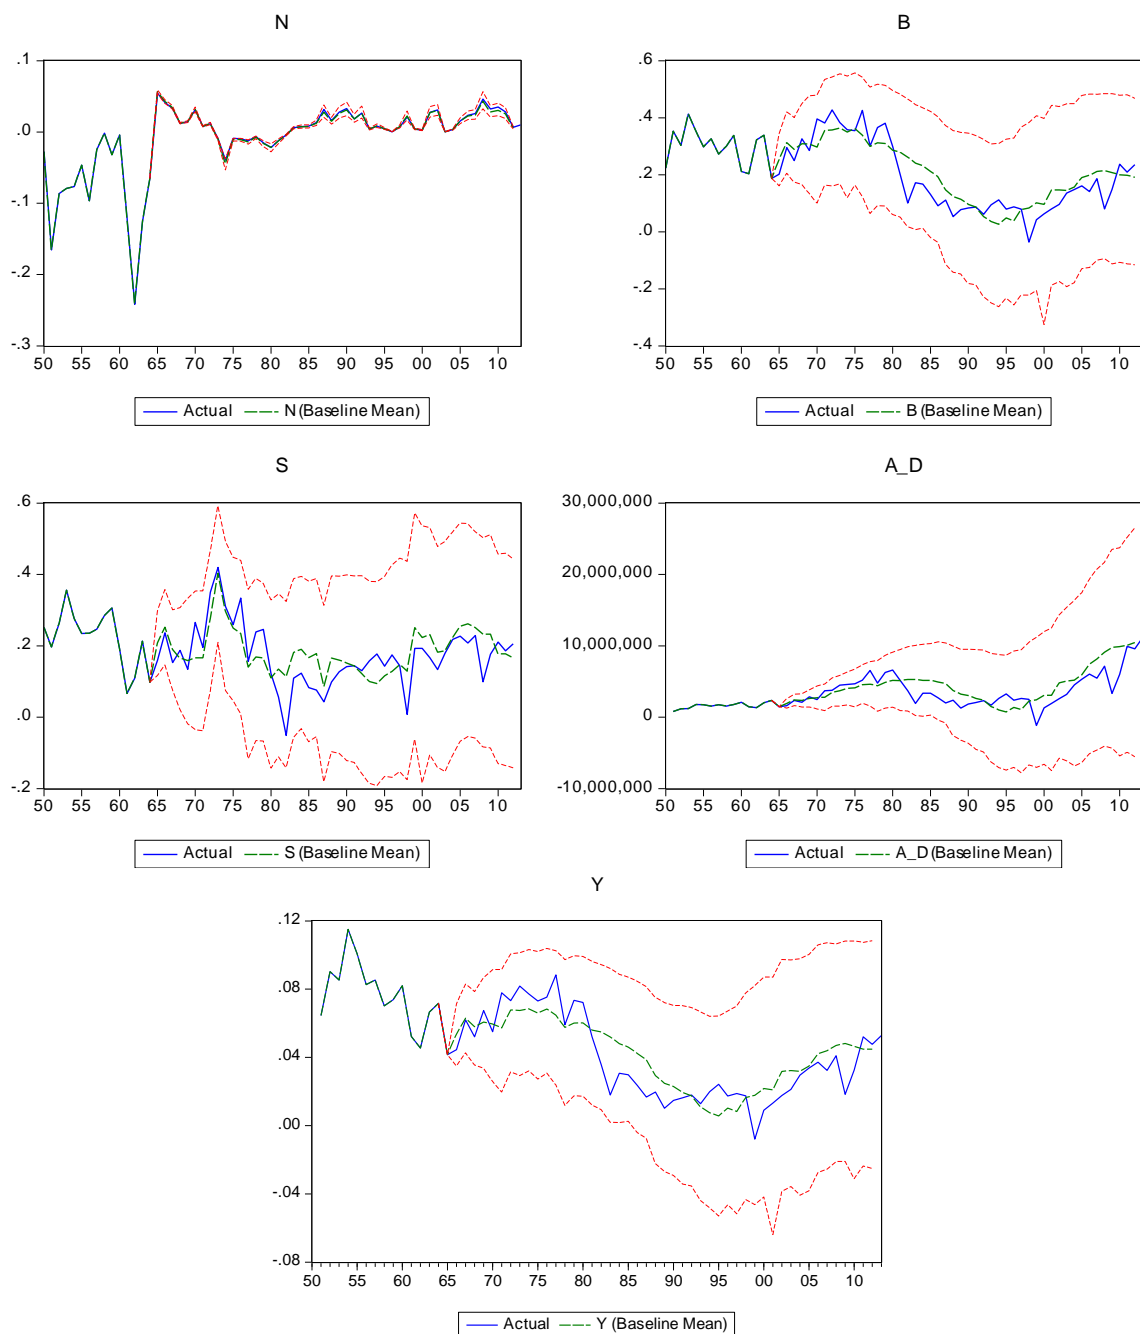 N
.1
.0
-.1
-.2
-.3
50 55 60 65 70 75 80 85 90 95 00 05 10
Actual N (Baseline Mean)
B
.6
.4
.2
.0
-.2
-.4
50 55 60 65 70 75 80 85 90 95 00 05 10
Actual B (Baseline Mean)
S
.6
.4
.2
.0
-.2
50 55 60 65 70 75 80 85 90 95 00 05 10
Actual S (Baseline Mean)
A_D
30,000,000
20,000,000
10,000,000
0
-10,000,000
50 55 60 65 70 75 80 85 90 95 00 05 10
Actual A_D (Baseline Mean)
Y
.12
.08
.04
.00
-.04
-.08
50 55 60 65 70 75 80 85 90 95 00 05 10
Actual Y (Baseline Mean)